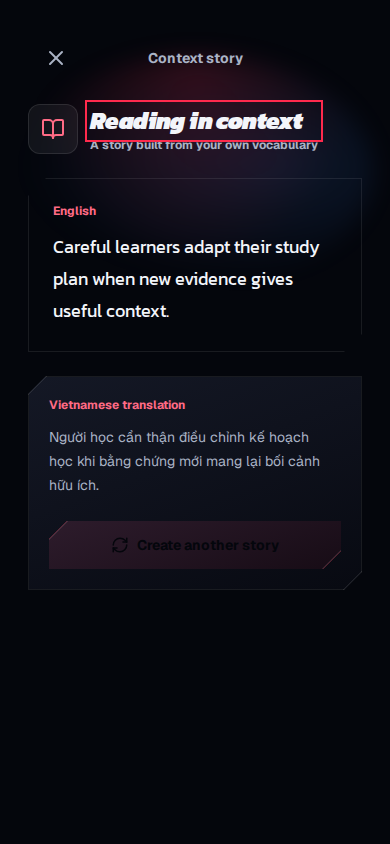 Context story
Reading in context
A story built from your own vocabulary
English
Careful learners adapt their study
plan when new evidence gives
useful context.
Vietnamese translation
Người học cẩn thận điều chỉnh kế hoạch
học khi bằng chứng mới mang lại bối cảnh
hữu ích.
Create another story